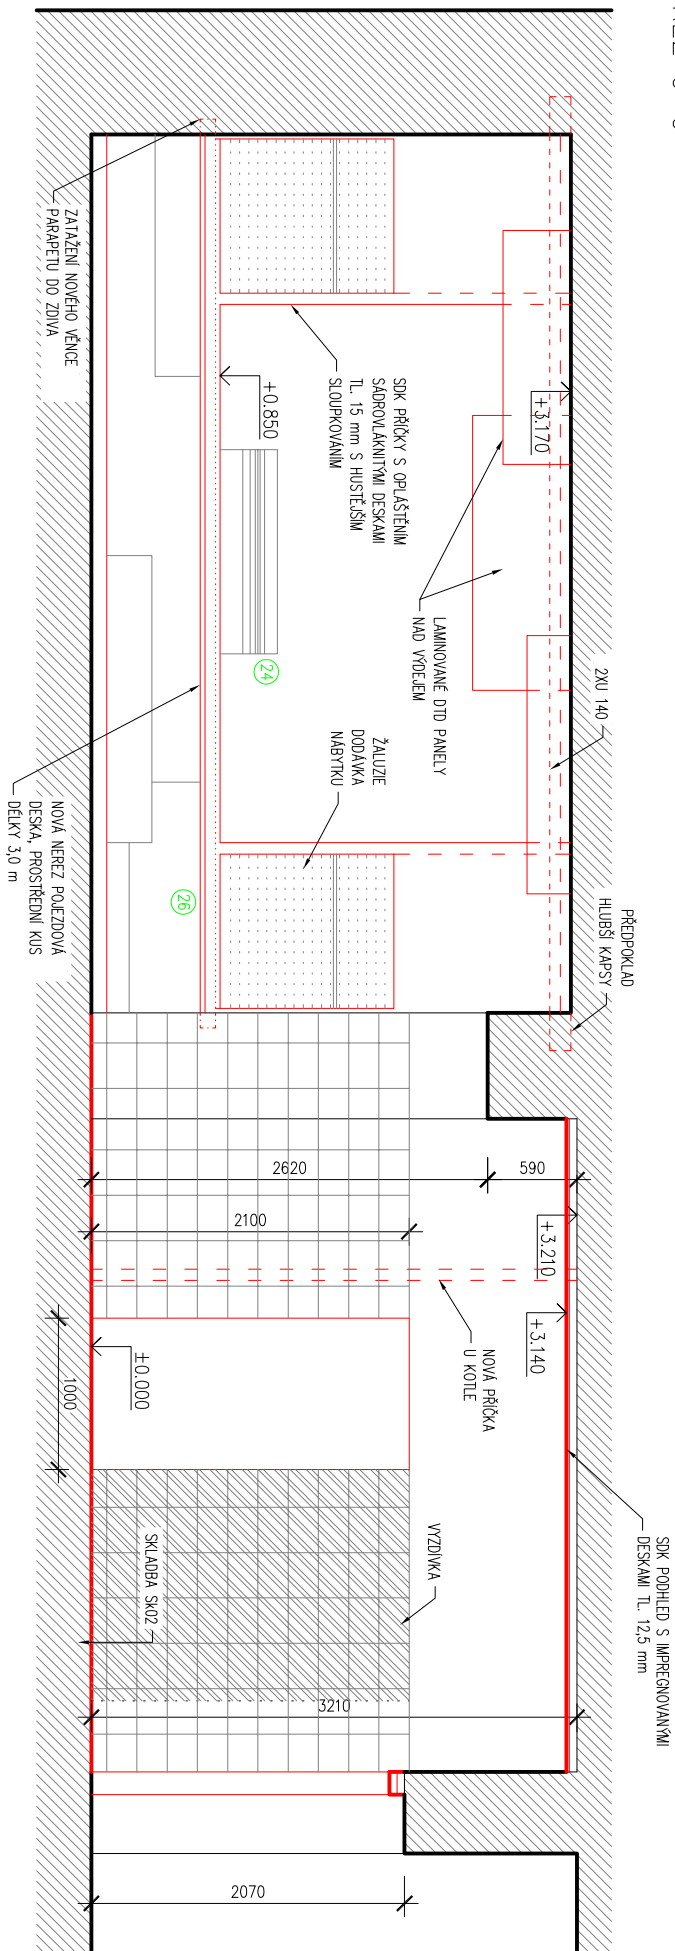 ZATAŽENÍ NOVÉHO VĚNCE
PARAPETU DO ZDIVA
+0.850
SDK PŘÍČKY S OPLÁŠTĚNÍM
SÁDROVLÁKNITÝMI DESKAMI
TL. 15 mm S HUSTĚJŠÍM
SLOUPKOVÁNÍM
+3.170
LAMINOVANÉ DTD PANELY
NAD VÝDEJEM
24
2XU 140
ŽALUZIE
DODÁVKA
NÁBYTKU
26
NOVÁ NEREZ POJEZDOVÁ
DESKA, PROSTŘEDNÍ KUS
DÉLKY 3,0 m
PŘEDPOKLAD
HLUBŠÍ KAPSY
2620
590
2100
+3.210
+3.140
NOVÁ PŘÍČKA
U KOTLE
±0.000
1000
SKLADBA Sk02
VYZDÍVKA
SDK PODHLED S IMPREGNOVANÝMI
DESKAMI TL. 12,5 mm
3210
2070